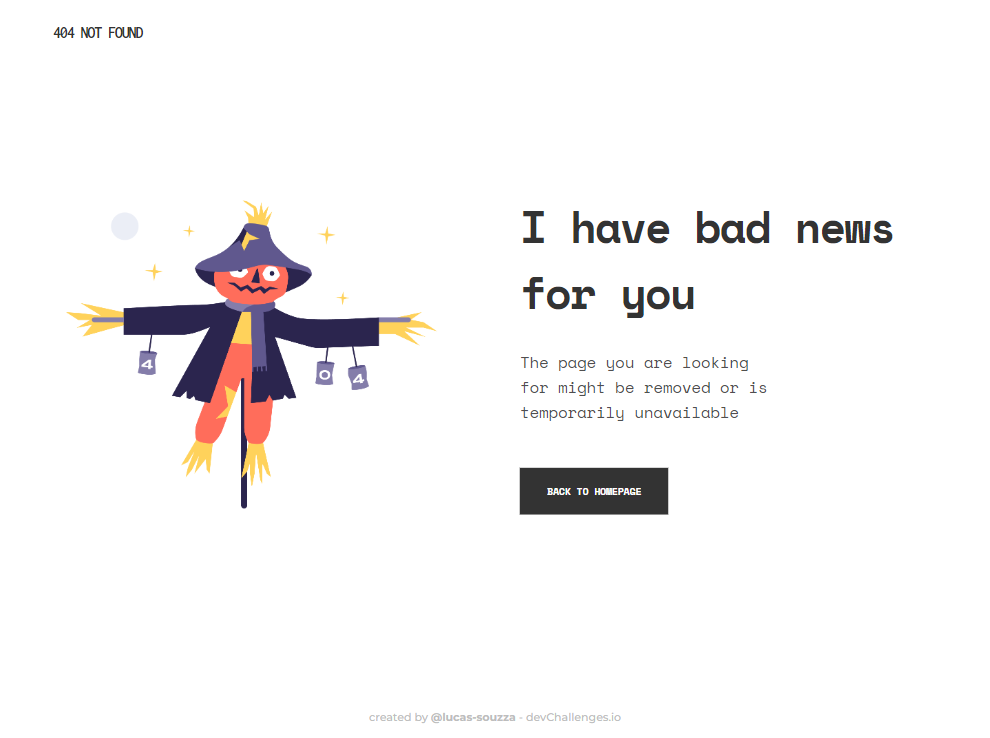 404 NOT FOUND
I have bad news
for you
4
0
4
The page you are looking
for might be removed or is
temporarily unavailable
BACK TO HOMEPAGE
created by @lucas-souzza - devChallenges.io